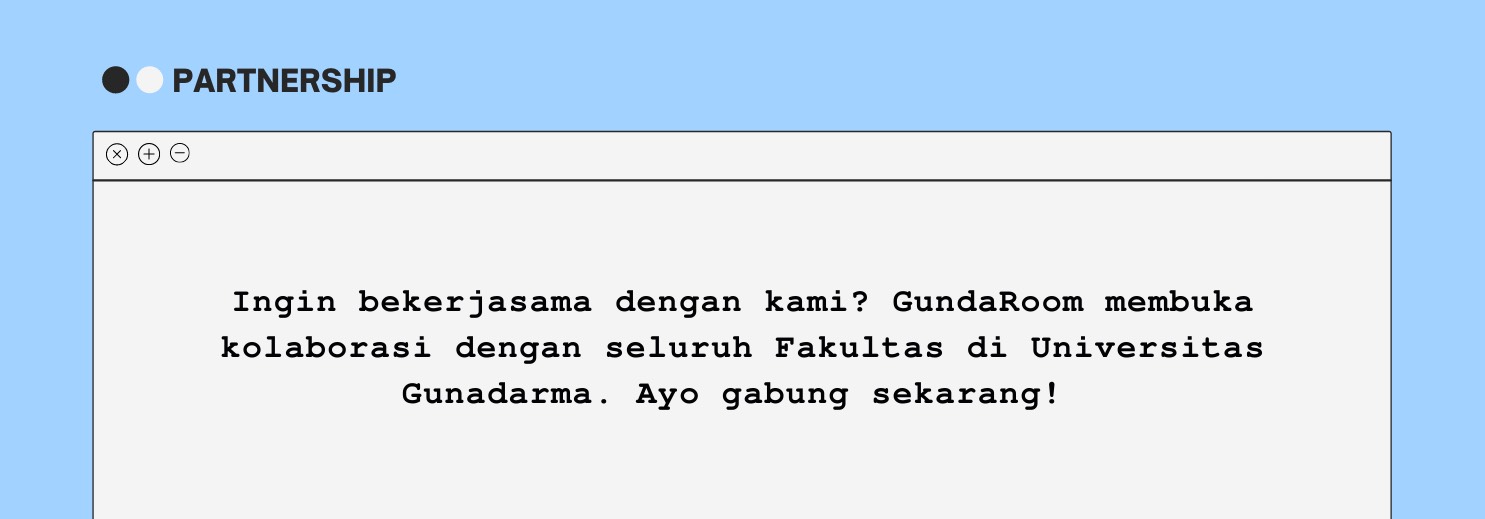 PARTNERSHIP
Ingin bekerjasama dengan kami? GundaRoom membuka
kolaborasi dengan seluruh Fakultas di Universitas
Gunadarma. Ayo gabung sekarang!